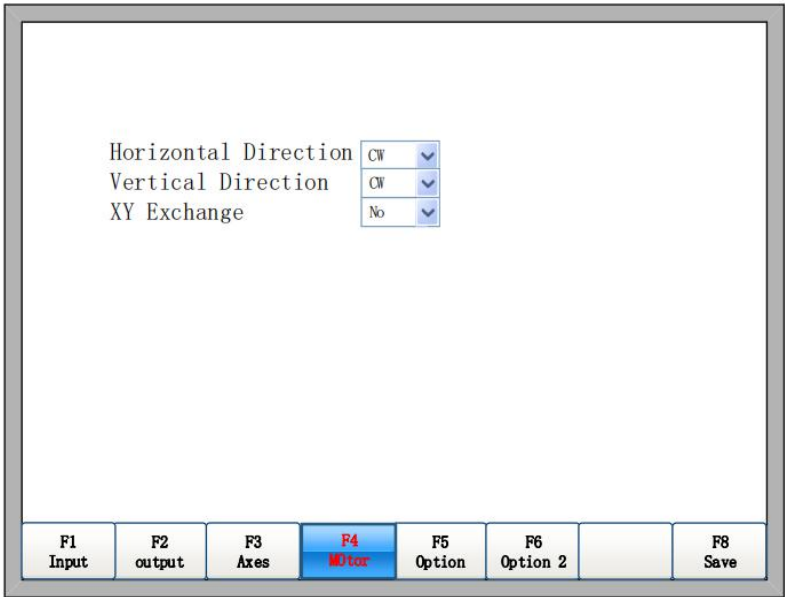 Horizontal Direction CW
Vertical Direction CW
XY Exchange No
F1 F2 F3 F4 F5 F6 F8
Input output Axes MOtor Option Option 2 Save